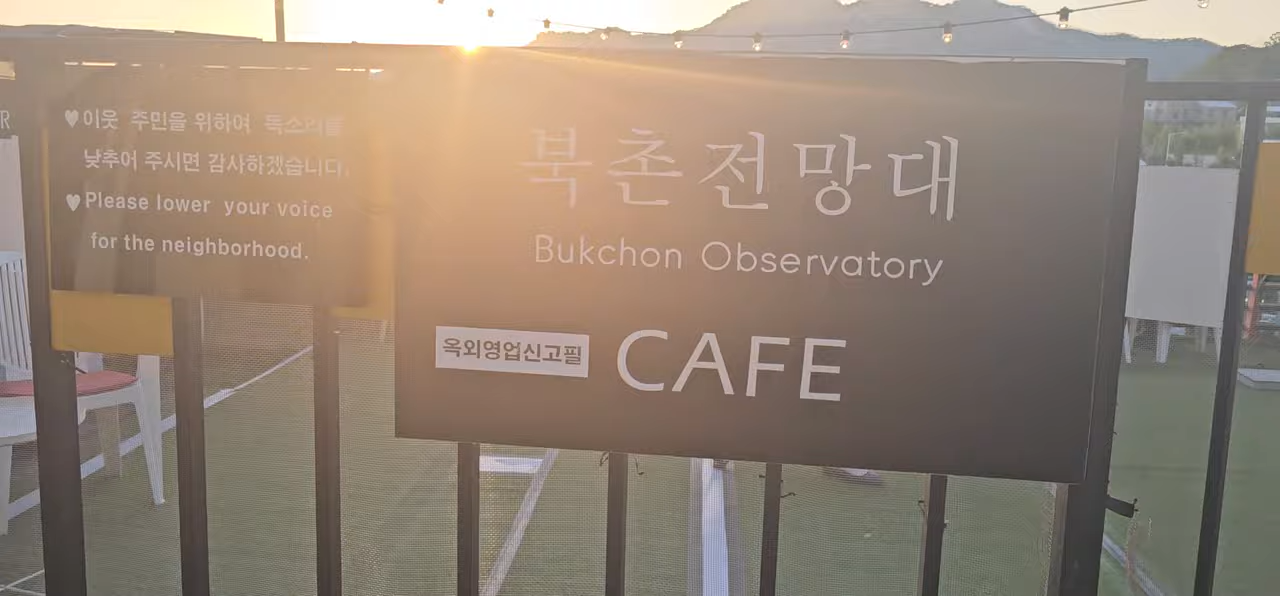 R
♥이웃 주민을 위하여 목소리를
낮추어 주시면 감사하겠습니다.
♥Please lower your voice
for the neighborhood.
북촌전망대
Bukchon Observatory
옥외영업신고필 CAFE